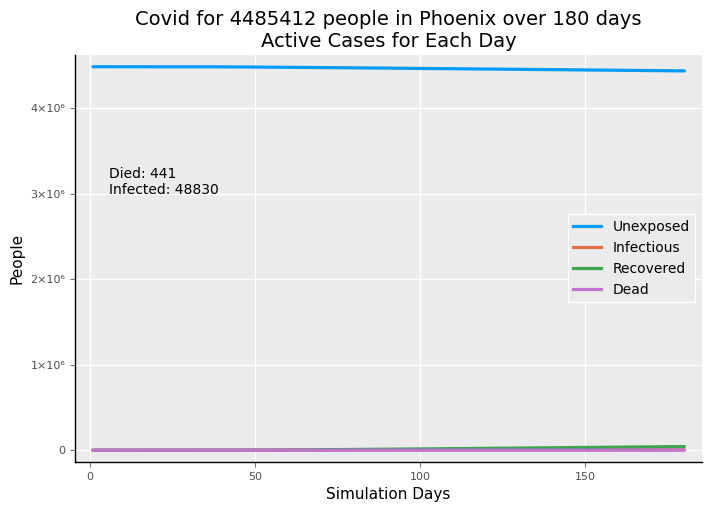 Covid for 4485412 people in Phoenix over 180 days
Active Cases for Each Day
4×10⁶
Died: 441
3×10⁶
Infected: 48830
Unexposed
Infectious
People
Recovered
2×10⁶
Dead
1×10⁶
0
0
50
100
150
Simulation Days